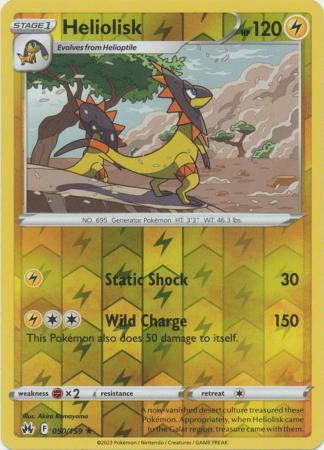 STAGE 1
Heliolisk
HP 120
Evolves from Helioptile
NO. 695 Generator Pokémon HT: 3'3" WT: 46.3 lbs.
Static Shock 30
Wild Charge 150
This Pokémon also does 50 damage to itself.
weakness ×2 resistance retreat
Illus. Akira Komayama
F 050/159 ★
A now-vanished desert culture treasured these
Pokémon. Appropriately, when Heliolisk came
to the Galar region, treasure came with them.
©2023 Pokémon / Nintendo / Creatures / GAME FREAK